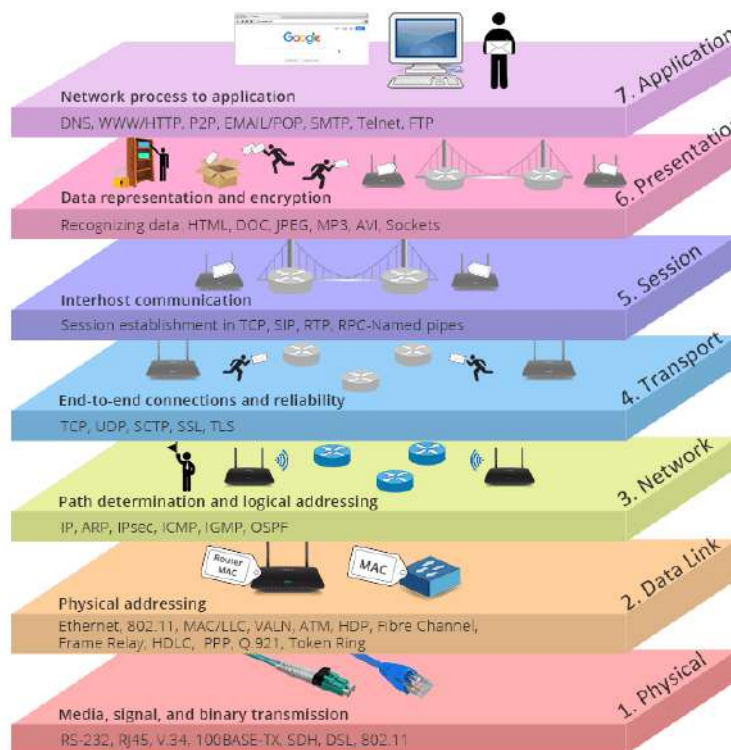 Google
7. Application
Network process to application
DNS, WWW/HTTP, P2P, EMAIL/POP, SMTP, Telnet, FTP
6. Presentation
Data representation and encryption
Recognizing data: HTML, DOC, JPEG, MP3, AVI, Sockets
5. Session
Interhost communication
Session establishment in TCP, SIP, RTP, RPC-Named pipes
4. Transport
End-to-end connections and reliability
TCP, UDP, SCTP, SSL, TLS
3. Network
Path determination and logical addressing
IP, ARP, IPsec, ICMP, IGMP, OSPF
Router
MAC
MAC
2. Data Link
Physical addressing
Ethernet, 802.11, MAC/LLC, VALN, ATM, HDP, Fibre Channel,
Frame Relay, HDLC, PPP, Q.921, Token Ring
1. Physical
Media, signal, and binary transmission
RS-232, RJ45, V.34, 100BASE-TX, SDH, DSL, 802.11